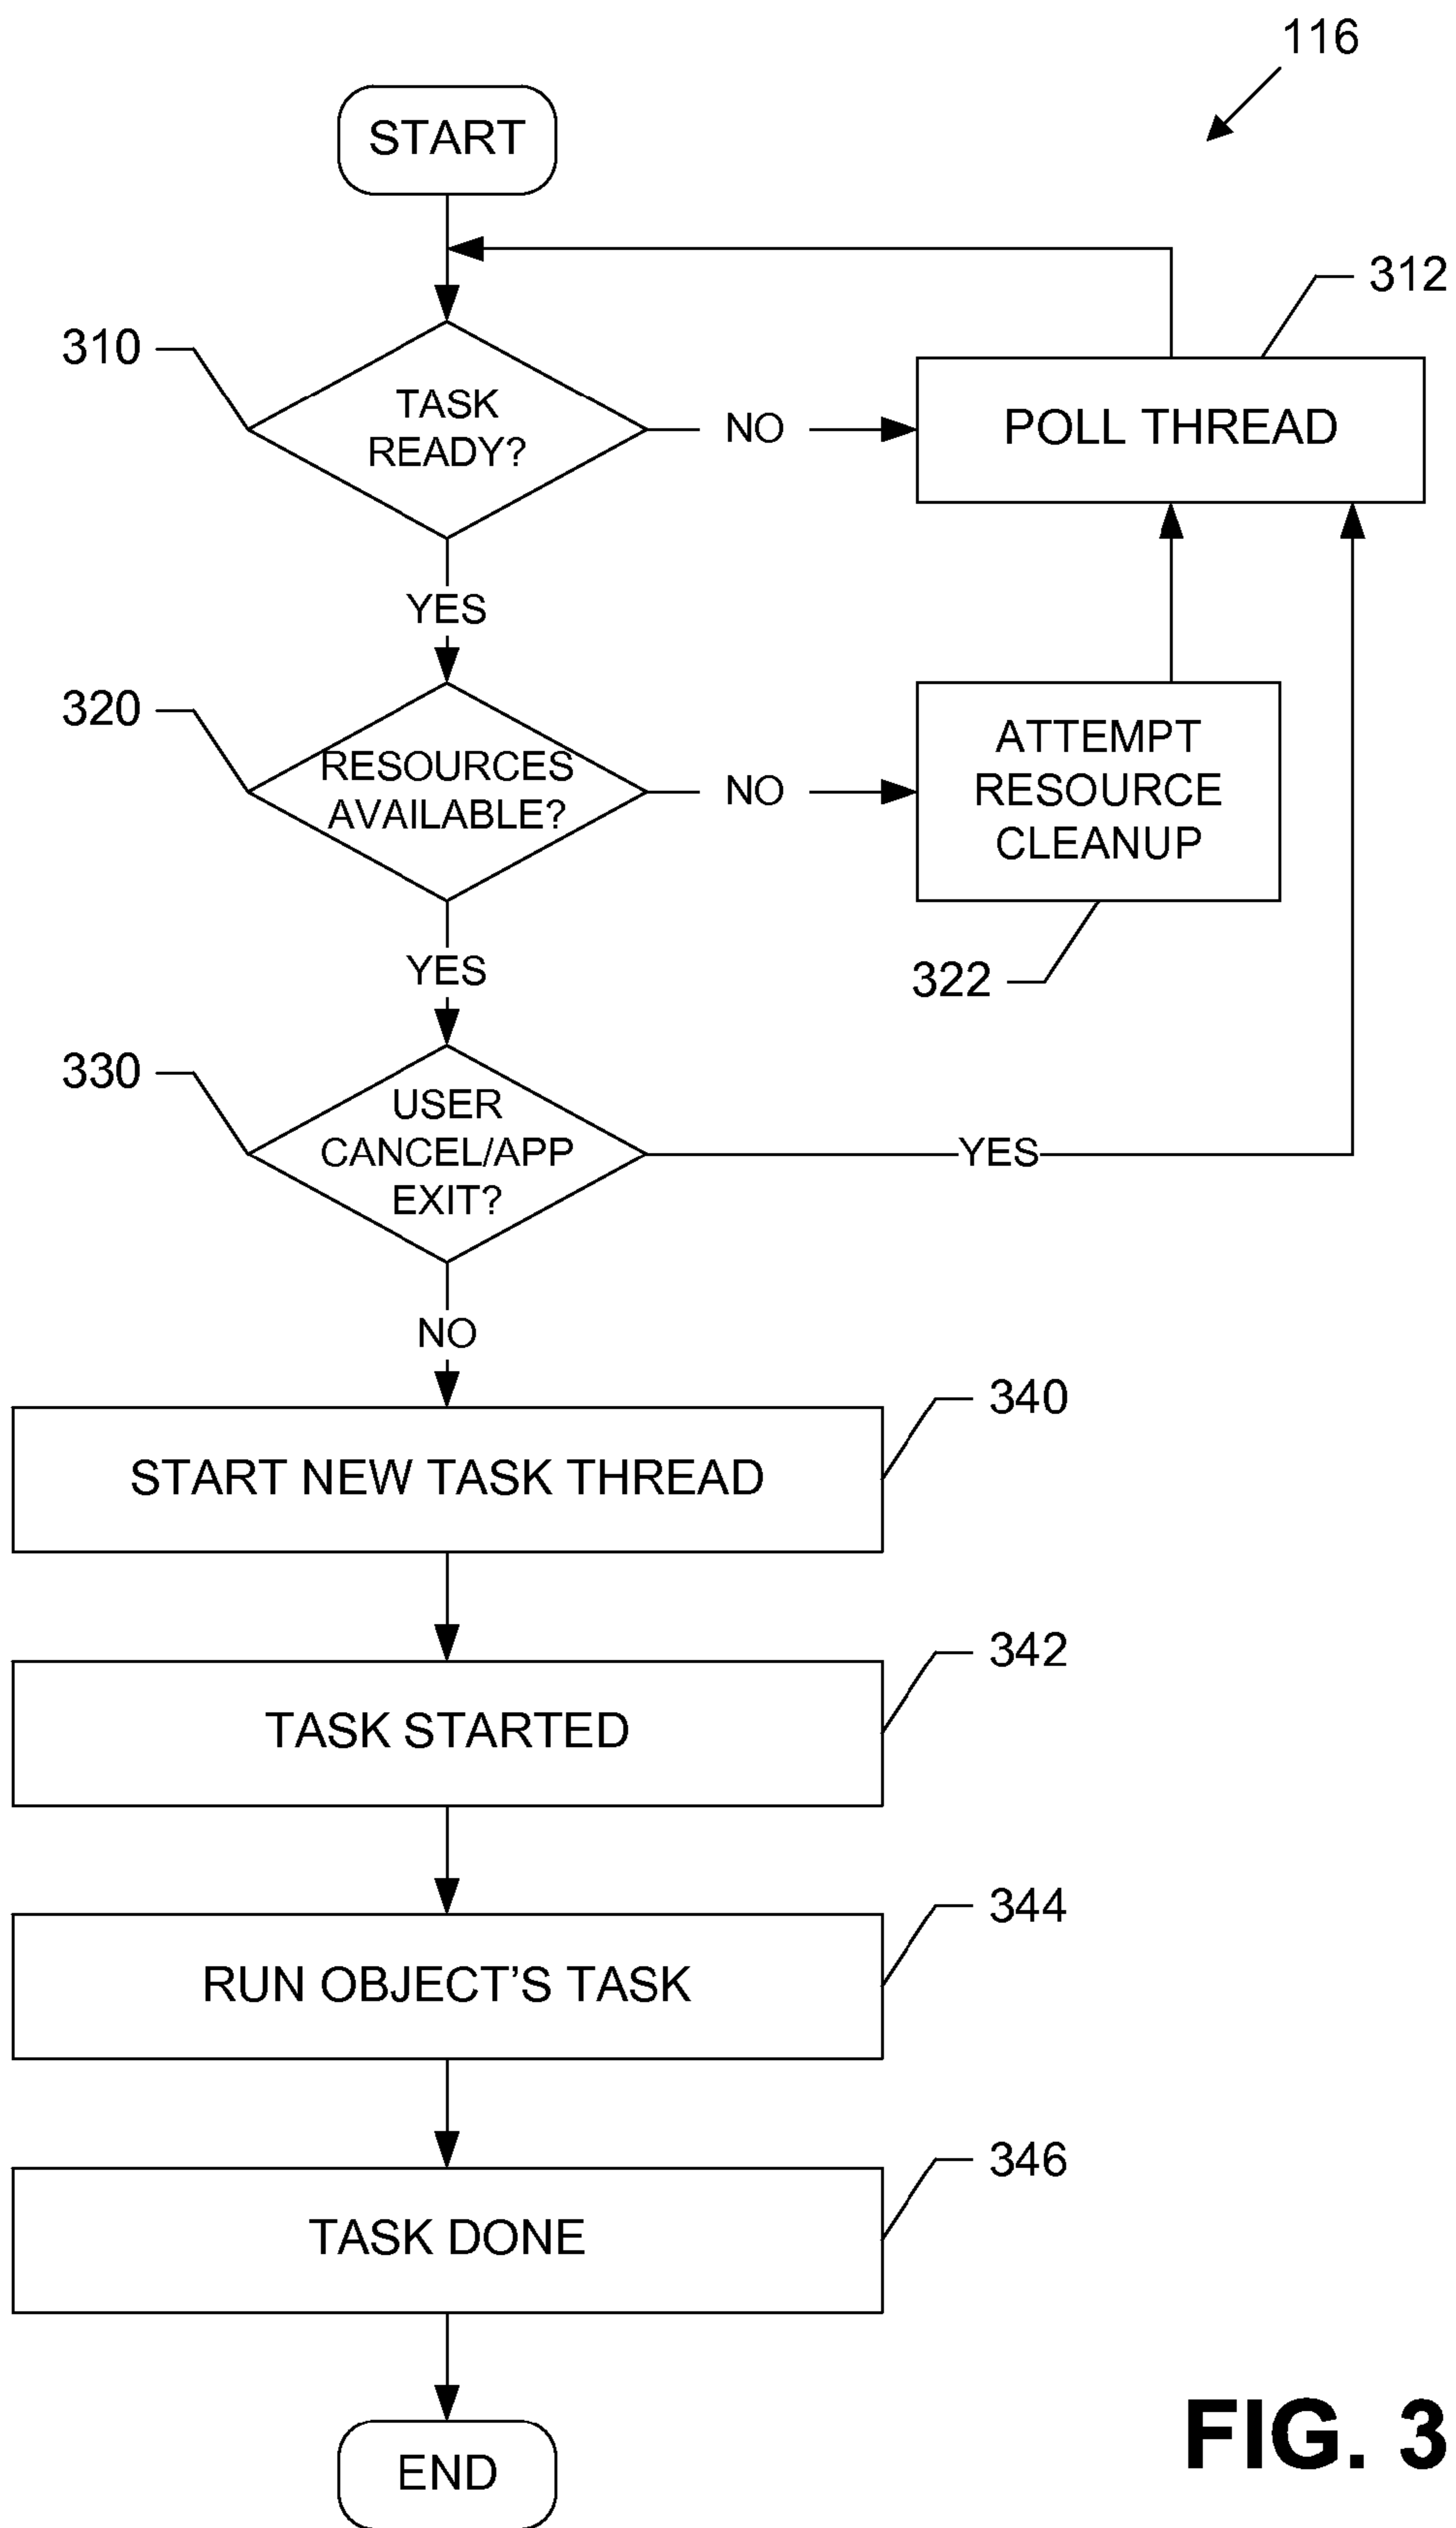 116
START
312
310
TASK
READY?
NO
POLL THREAD
YES
320
RESOURCES
AVAILABLE?
NO
ATTEMPT
RESOURCE
CLEANUP
322
YES
330
USER
CANCEL/APP
EXIT?
YES
NO
340
START NEW TASK THREAD
342
TASK STARTED
344
RUN OBJECT’S TASK
346
TASK DONE
END
FIG. 3